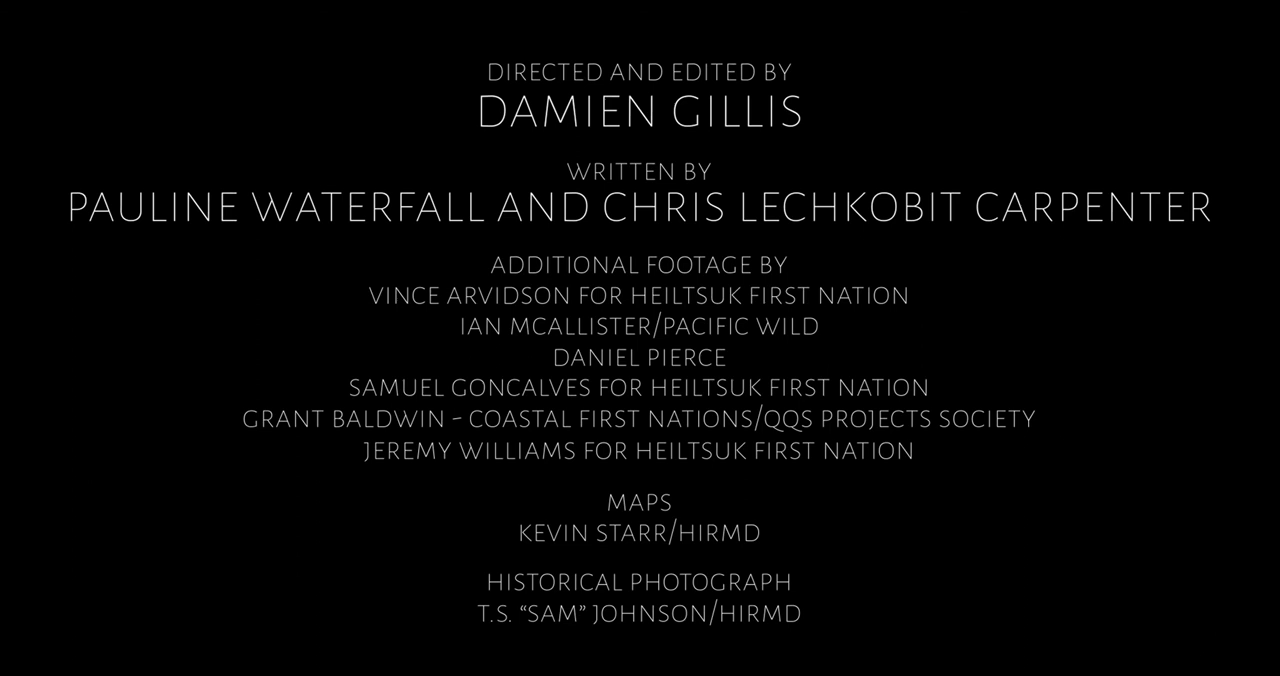 DIRECTED AND EDITED BY
DAMIEN GILLIS
WRITTEN BY
PAULINE WATERFALL AND CHRIS LECHKOBIT CARPENTER
ADDITIONAL FOOTAGE BY
VINCE ARVIDSON FOR HEILTSUK FIRST NATION
IAN MCALLISTER/PACIFIC WILD
DANIEL PIERCE
SAMUEL GONCALVES FOR HEILTSUK FIRST NATION
GRANT BALDWIN - COASTAL FIRST NATIONS/QQS PROJECTS SOCIETY
JEREMY WILLIAMS FOR HEILTSUK FIRST NATION
MAPS
KEVIN STARR/HIRMD
HISTORICAL PHOTOGRAPH
T.S. “SAM” JOHNSON/HIRMD